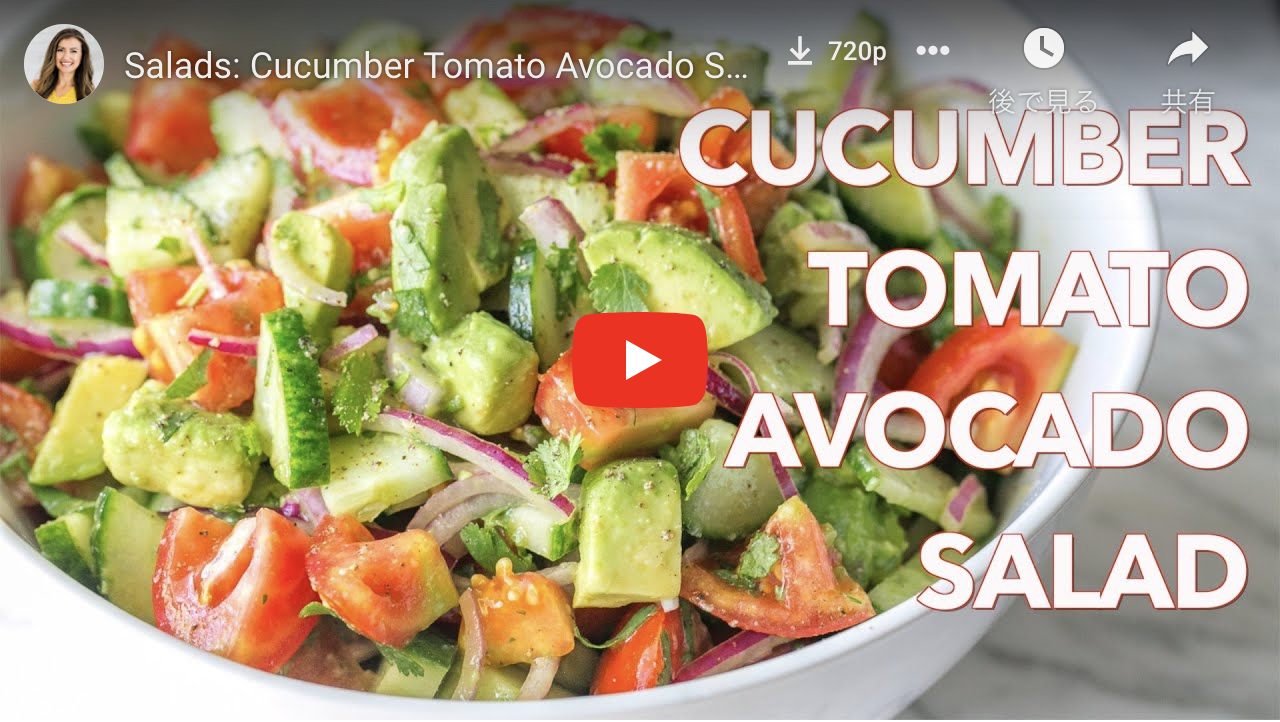 Salads: Cucumber Tomato Avocado S...
720p
後で見る
共有
CUCUMBER
TOMATO
AVOCADO
SALAD